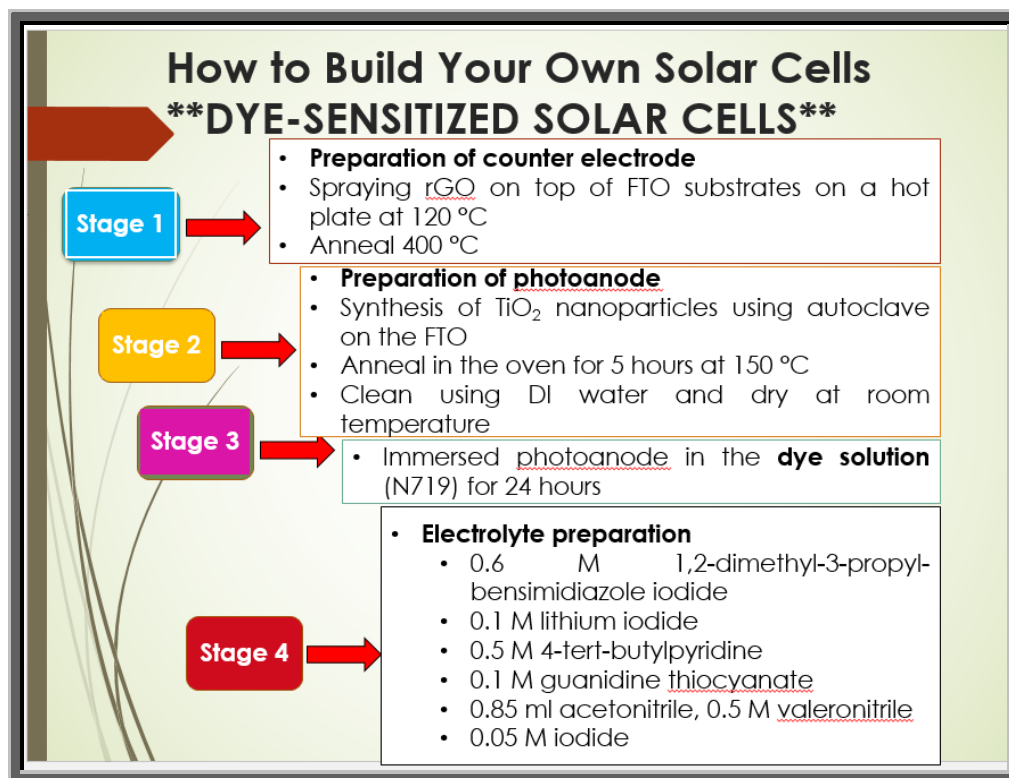 How to Build Your Own Solar Cells
**DYE-SENSITIZED SOLAR CELLS**
Stage 1
• Preparation of counter electrode
• Spraying rGO on top of FTO substrates on a hot
plate at 120 °C
• Anneal 400 °C
Stage 2
• Preparation of photoanode
• Synthesis of TiO₂ nanoparticles using autoclave
on the FTO
• Anneal in the oven for 5 hours at 150 °C
• Clean using DI water and dry at room
temperature
Stage 3
• Immersed photoanode in the dye solution
(N719) for 24 hours
Stage 4
• Electrolyte preparation
• 0.6 M 1,2-dimethyl-3-propyl-
bensimidiazole iodide
• 0.1 M lithium iodide
• 0.5 M 4-tert-butylpyridine
• 0.1 M guanidine thiocyanate
• 0.85 ml acetonitrile, 0.5 M valeronitrile
• 0.05 M iodide